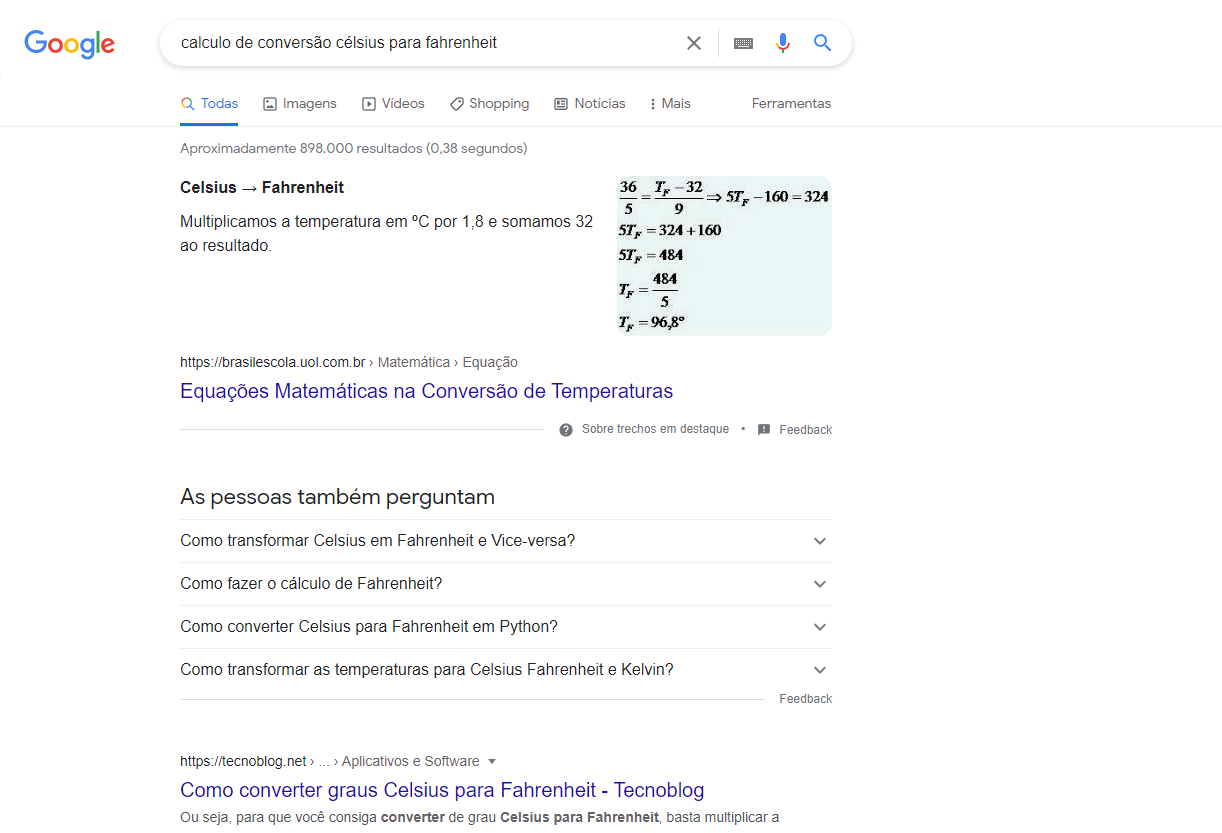 Google
calculo de conversão célsius para fahrenheit
Todas Imagens Vídeos Shopping Notícias Mais Ferramentas
Aproximadamente 898.000 resultados (0,38 segundos)
Celsius → Fahrenheit
Multiplicamos a temperatura em ºC por 1,8 e somamos 32
ao resultado.
36/5 = T_F − 32/9 ⇒ 5T_F − 160 = 324
5T_F = 324 + 160
5T_F = 484
T_F = 484/5
T_F = 96,8°
https://brasilescola.uol.com.br › Matemática › Equação
Equações Matemáticas na Conversão de Temperaturas
Sobre trechos em destaque • Feedback
As pessoas também perguntam
Como transformar Celsius em Fahrenheit e Vice-versa?
Como fazer o cálculo de Fahrenheit?
Como converter Celsius para Fahrenheit em Python?
Como transformar as temperaturas para Celsius Fahrenheit e Kelvin?
Feedback
https://tecnoblog.net › ... › Aplicativos e Software
Como converter graus Celsius para Fahrenheit - Tecnoblog
Ou seja, para que você consiga converter de grau Celsius para Fahrenheit, basta multiplicar a